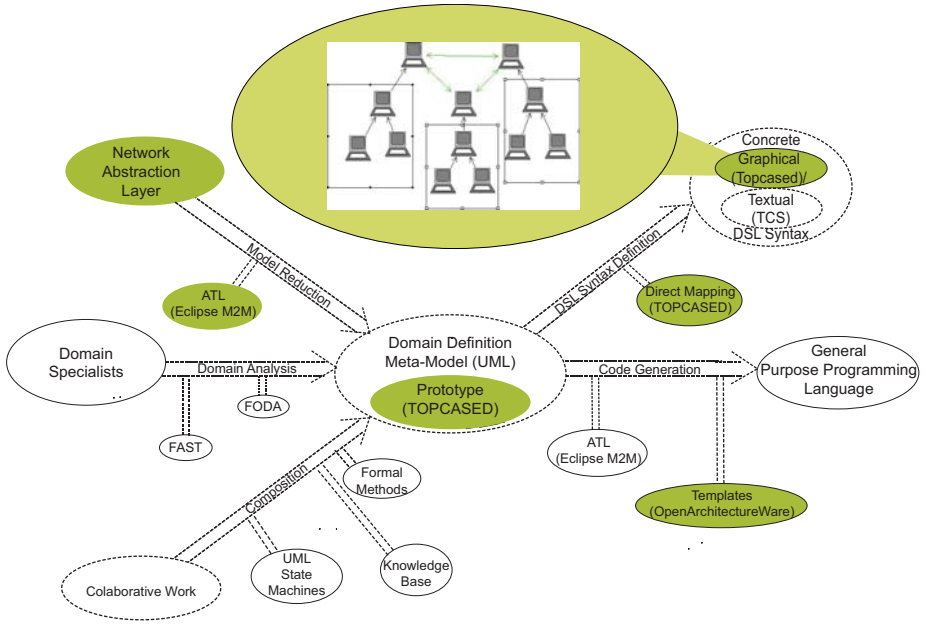 Network
Abstraction
Layer
Concrete
Graphical
(Topcased)/
Textual
(TCS)
DSL Syntax
Model Reduction
DSL Syntax Definition
ATL
(Eclipse M2M)
Direct Mapping
(TOPCASED)
Domain
Specialists
Domain Analysis
Domain Definition
Meta-Model (UML)
Prototype
(TOPCASED)
Code Generation
General
Purpose Programming
Language
FODA
FAST
ATL
(Eclipse M2M)
Composition
Formal
Methods
Templates
(OpenArchitectureWare)
Colaborative Work
UML
State
Machines
Knowledge
Base